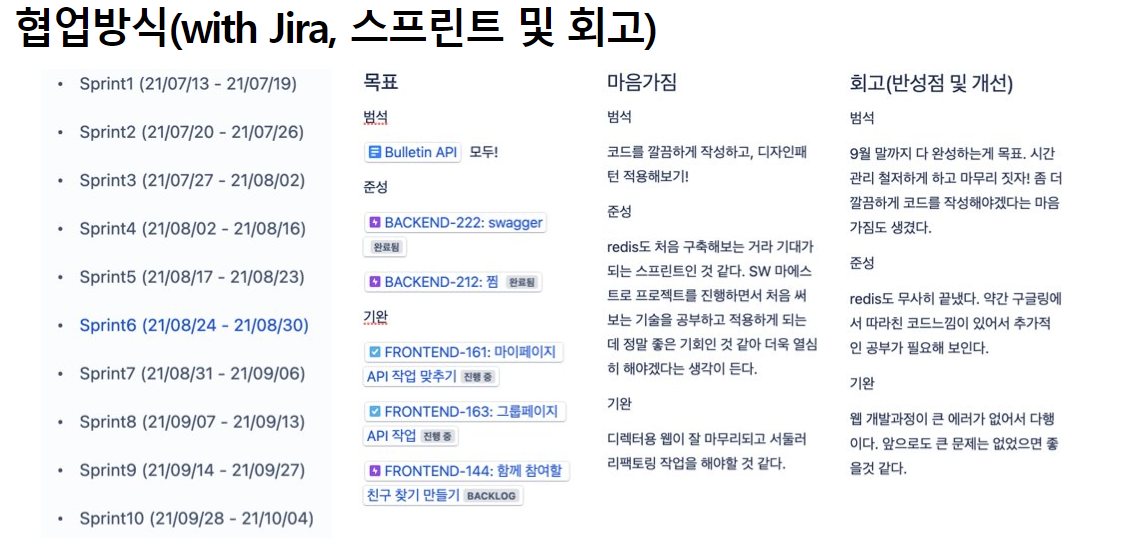 협업방식(with Jira, 스프린트 및 회고)
• Sprint1 (21/07/13 - 21/07/19)
• Sprint2 (21/07/20 - 21/07/26)
• Sprint3 (21/07/27 - 21/08/02)
• Sprint4 (21/08/02 - 21/08/16)
• Sprint5 (21/08/17 - 21/08/23)
• Sprint6 (21/08/24 - 21/08/30)
• Sprint7 (21/08/31 - 21/09/06)
• Sprint8 (21/09/07 - 21/09/13)
• Sprint9 (21/09/14 - 21/09/27)
• Sprint10 (21/09/28 - 21/10/04)
목표
범석
Bulletin API 모두!
준성
BACKEND-222: swagger
완료됨
BACKEND-212: 찜 완료됨
기완
FRONTEND-161: 마이페이지
API 작업 맞추기 진행 중
FRONTEND-163: 그룹페이지
API 작업 진행 중
FRONTEND-144: 함께 참여할
친구 찾기 만들기 BACKLOG
마음가짐
범석
코드를 깔끔하게 작성하고, 디자인패
턴 적용해보기!
준성
redis도 처음 구축해보는 거라 기대가
되는 스프린트인 것 같다. SW 마에스
트로 프로젝트를 진행하면서 처음 써
보는 기술을 공부하고 적용하게 되는
데 정말 좋은 기회인 것 같아 더욱 열심
히 해야겠다는 생각이 든다.
기완
디렉터용 웹이 잘 마무리되고 서둘러
리팩토링 작업을 해야할 것 같다.
회고(반성점 및 개선)
범석
9월 말까지 다 완성하는게 목표. 시간
관리 철저하게 하고 마무리 짓자! 좀 더
깔끔하게 코드를 작성해야겠다는 마음
가짐도 생겼다.
준성
redis도 무사히 끝냈다. 약간 구글링에
서 따라친 코드느낌이 있어서 추가적
인 공부가 필요해 보인다.
기완
웹 개발과정이 큰 에러가 없어서 다행
이다. 앞으로도 큰 문제는 없었으면 좋
을것 같다.